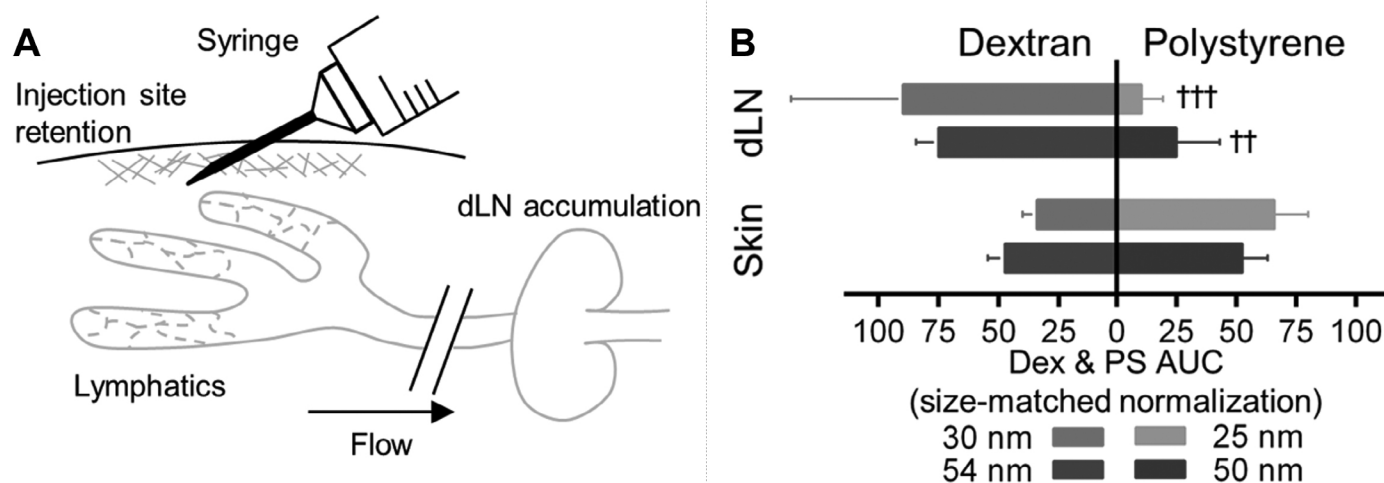 A
Syringe
Injection site
retention
dLN accumulation
Lymphatics
Flow
B
Dextran Polystyrene
dLN
†††
††
Skin
100 75 50 25 0 25 50 75 100
Dex & PS AUC
(size-matched normalization)
30 nm 25 nm
54 nm 50 nm